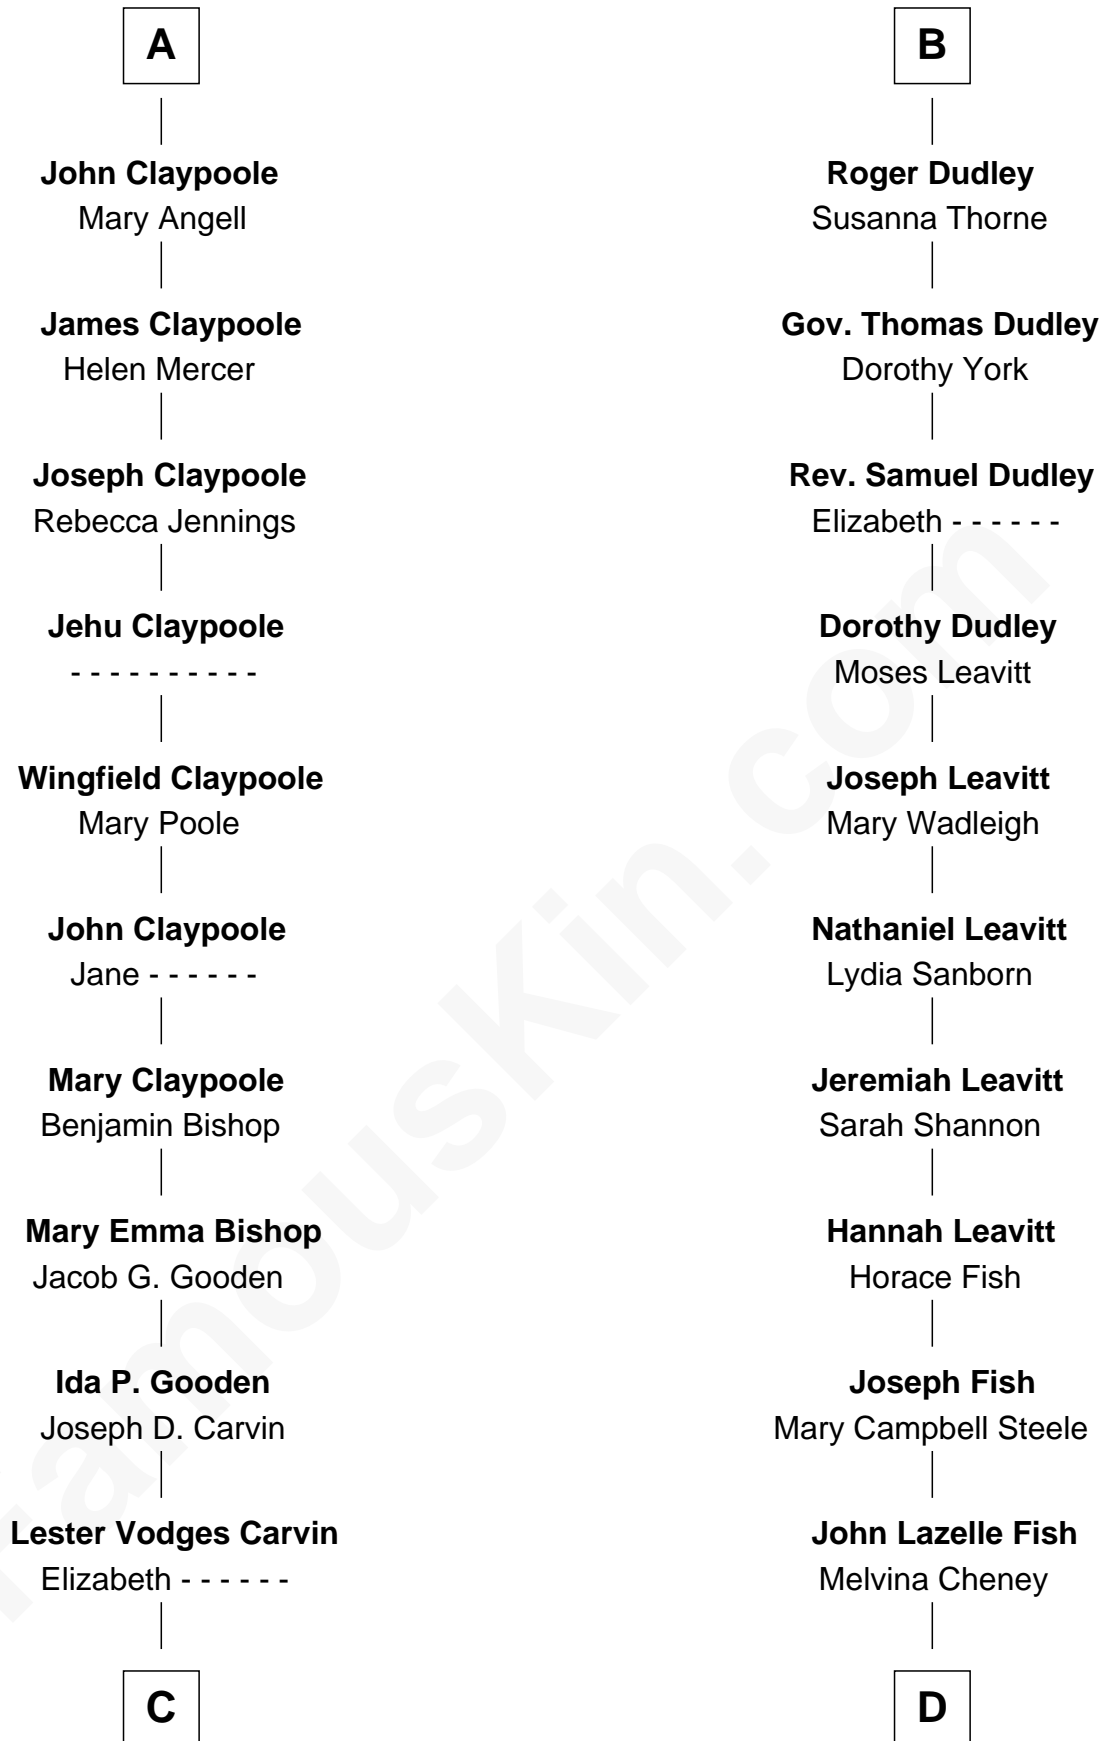 A
John Claypoole
Mary Angell
James Claypoole
Helen Mercer
Joseph Claypoole
Rebecca Jennings
Jehu Claypoole
- - - - - - - - - -
Wingfield Claypoole
Mary Poole
John Claypoole
Jane - - - - - -
Mary Claypoole
Benjamin Bishop
Mary Emma Bishop
Jacob G. Gooden
Ida P. Gooden
Joseph D. Carvin
Lester Vodges Carvin
Elizabeth - - - - - -
C
B
Roger Dudley
Susanna Thorne
Gov. Thomas Dudley
Dorothy York
Rev. Samuel Dudley
Elizabeth - - - - - -
Dorothy Dudley
Moses Leavitt
Joseph Leavitt
Mary Wadleigh
Nathaniel Leavitt
Lydia Sanborn
Jeremiah Leavitt
Sarah Shannon
Hannah Leavitt
Horace Fish
Joseph Fish
Mary Campbell Steele
John Lazelle Fish
Melvina Cheney
D
FamousKin.com